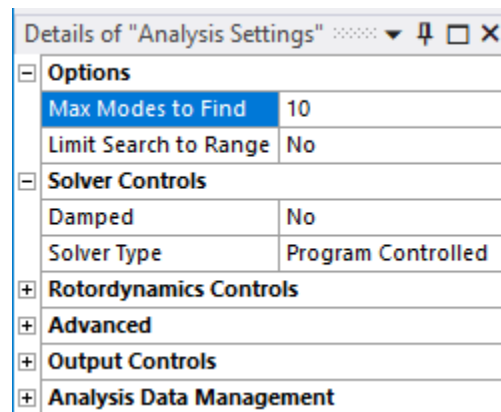 Details of "Analysis Settings"
Options
Max Modes to Find 10
Limit Search to Range No
Solver Controls
Damped No
Solver Type Program Controlled
Rotordynamics Controls
Advanced
Output Controls
Analysis Data Management